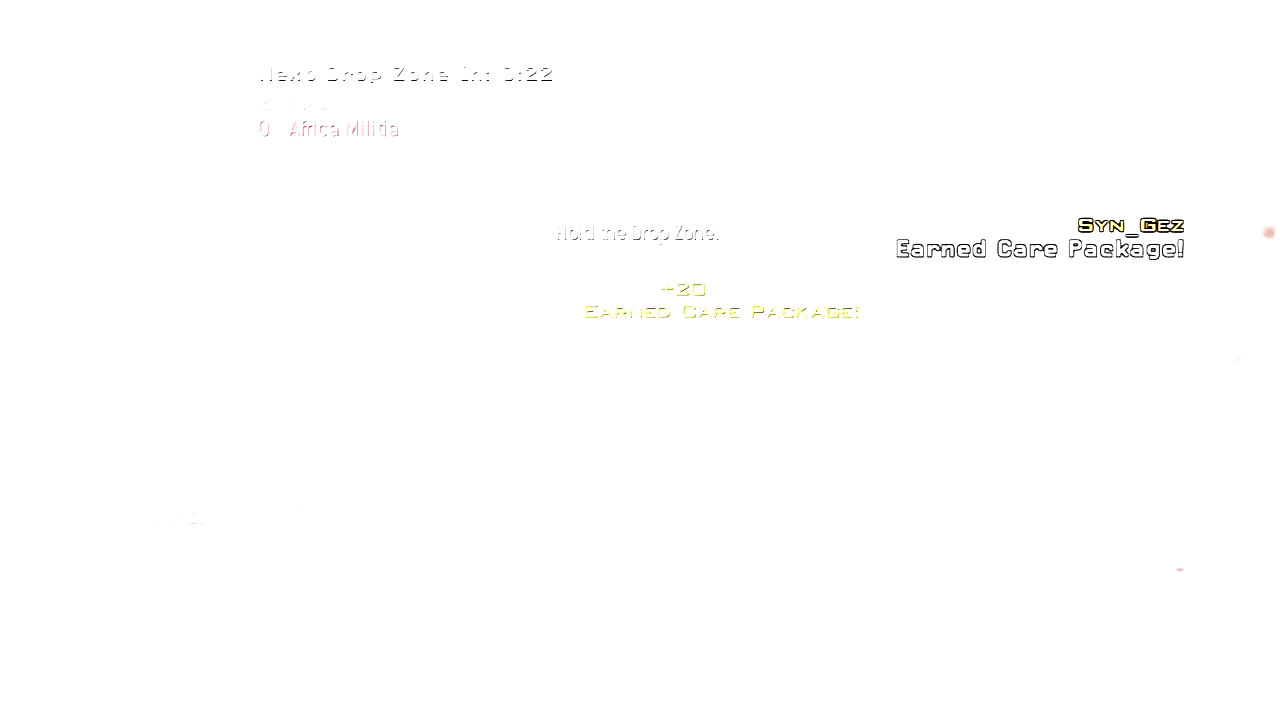 Next Drop Zone In: 0:22
0 Africa Militia
Hold the Drop Zone!
Syn_Gez
Earned Care Package!
+20
Earned Care Package!